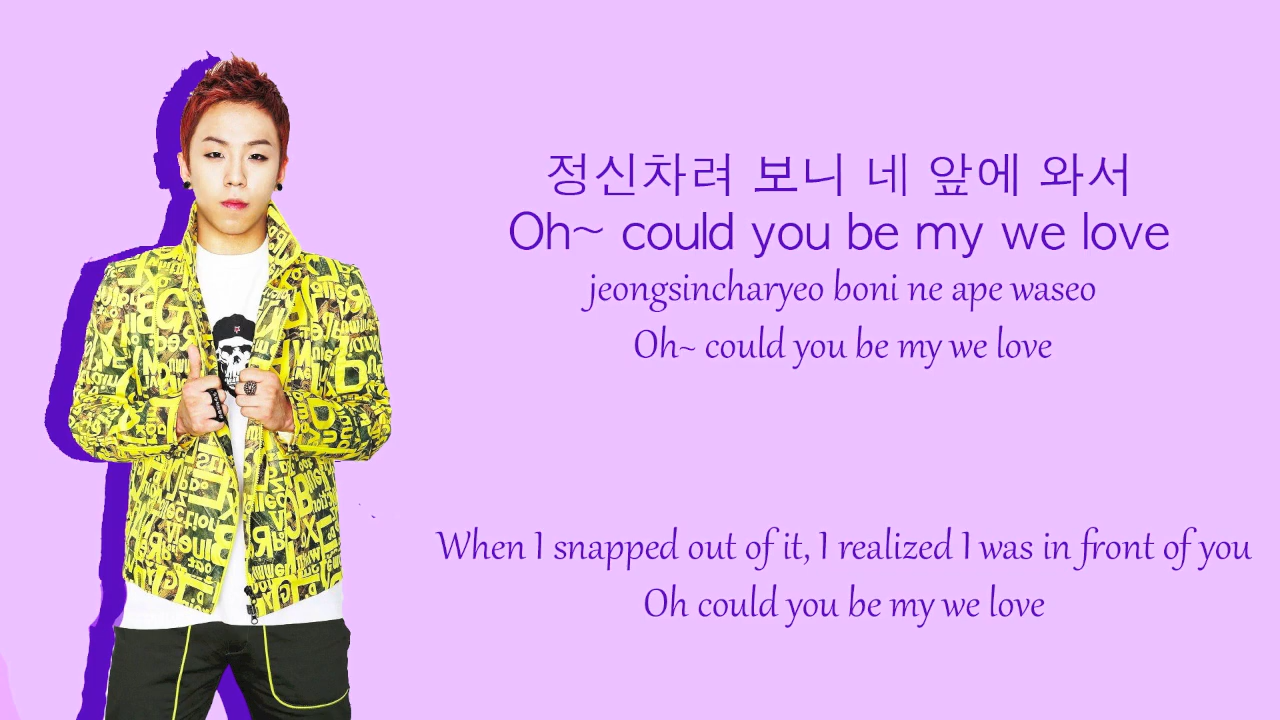 정신차려 보니 네 앞에 와서
Oh~ could you be my we love
jeongsincharyeo boni ne ape waseo
Oh~ could you be my we love
When I snapped out of it, I realized I was in front of you
Oh could you be my we love